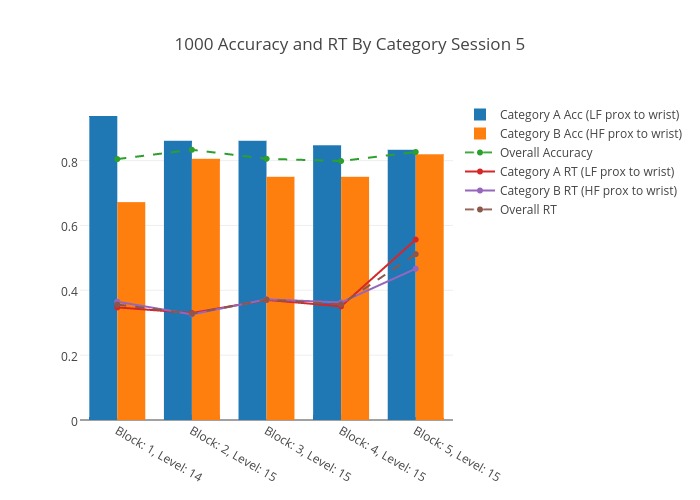 1000 Accuracy and RT By Category Session 5
Category A Acc (LF prox to wrist)
Category B Acc (HF prox to wrist)
Overall Accuracy
Category A RT (LF prox to wrist)
Category B RT (HF prox to wrist)
Overall RT
0.8
0.6
0.4
0.2
0
Block: 1, Level: 14
Block: 2, Level: 15
Block: 3, Level: 15
Block: 4, Level: 15
Block: 5, Level: 15